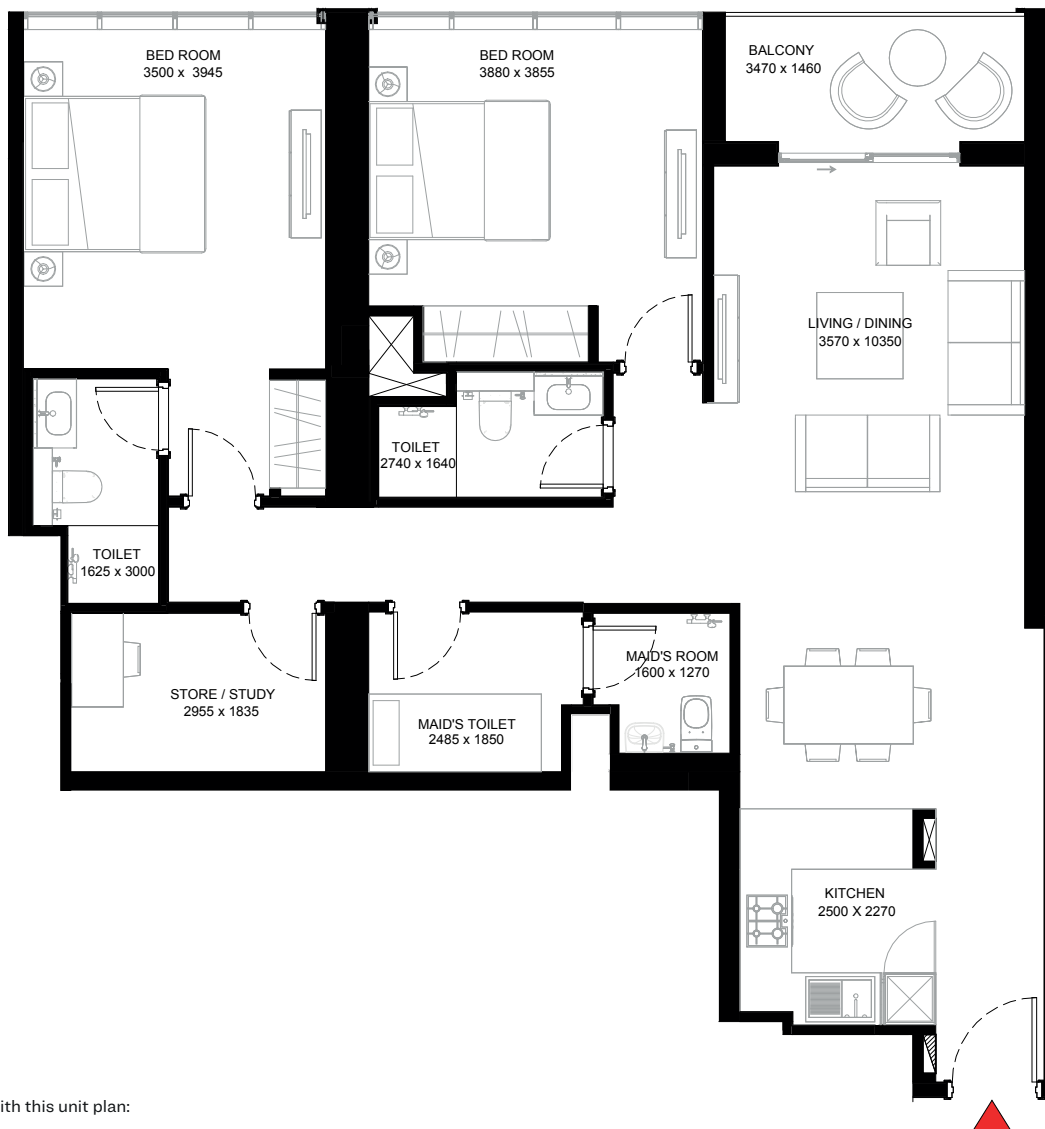 BED ROOM
3500 x 3945
BED ROOM
3880 x 3855
BALCONY
3470 x 1460
LIVING / DINING
3570 x 10350
TOILET
2740 x 1640
TOILET
1625 x 3000
STORE / STUDY
2955 x 1835
MAID'S TOILET
2485 x 1850
MAID'S ROOM
1600 x 1270
KITCHEN
2500 X 2270
ith this unit plan: